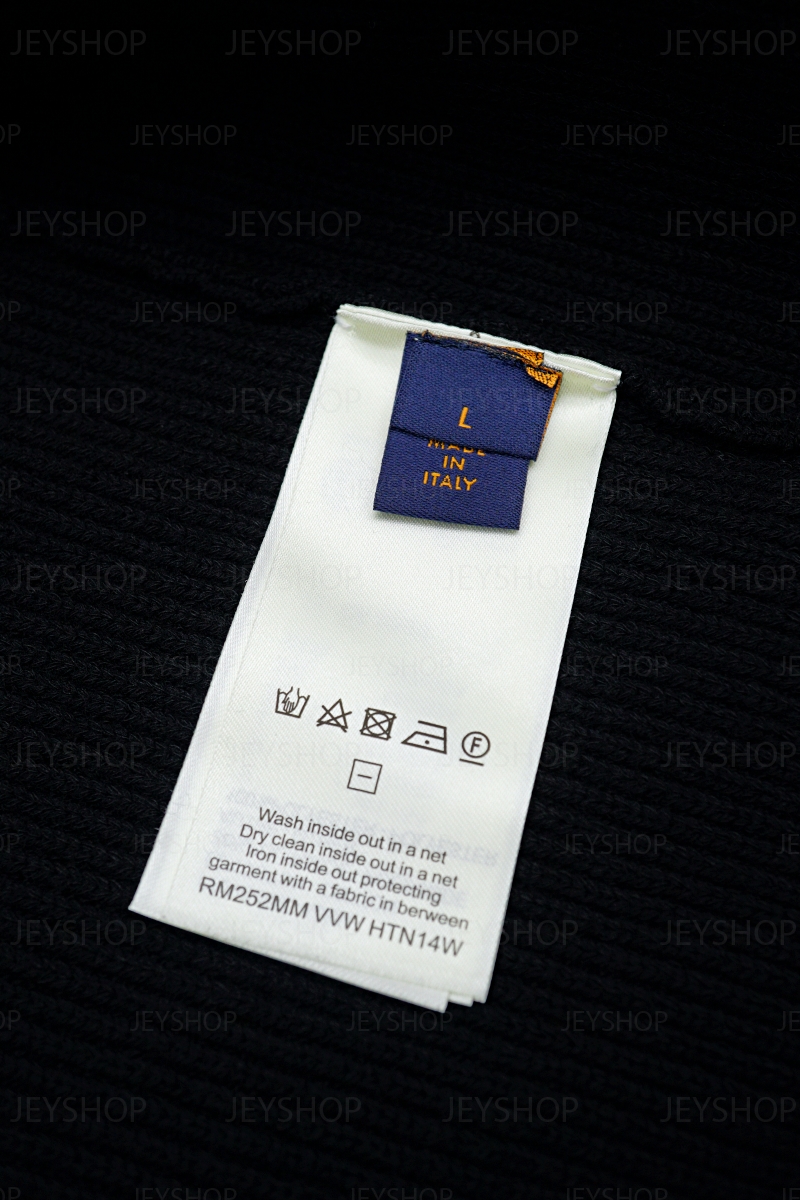 JEYSHOP
L
MADE
IN
ITALY
F
Wash inside out in a net
Dry clean inside out in a net
Iron inside out protecting
garment with a fabric in berween
RM252MM VVW HTN14W